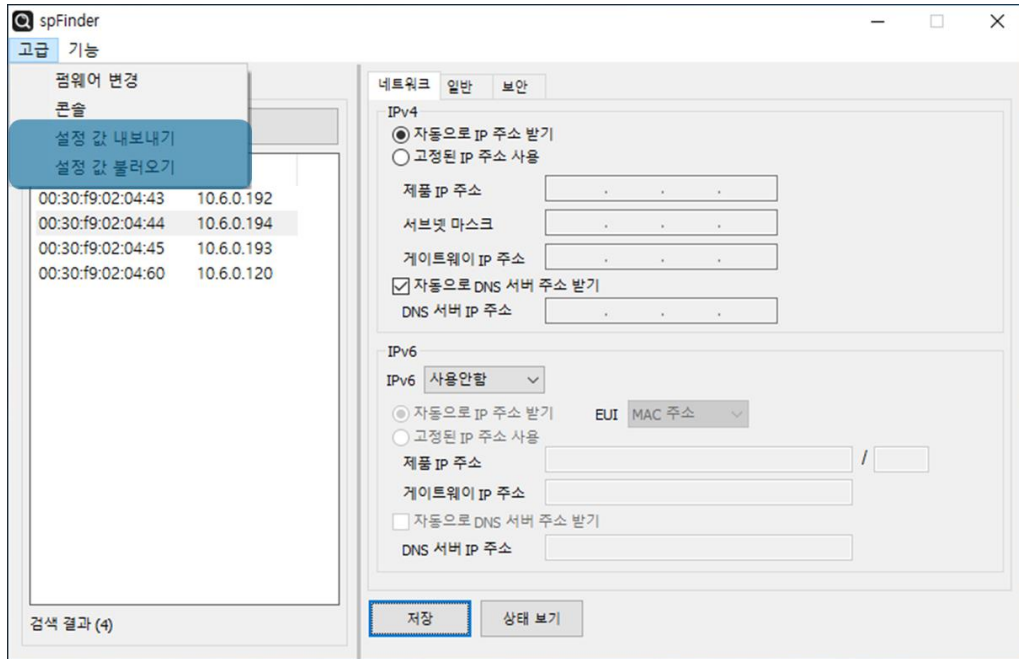 spFinder
고급 기능
펌웨어 변경
콘솔
설정 값 내보내기
설정 값 불러오기
00:30:f9:02:04:43 10.6.0.192
00:30:f9:02:04:44 10.6.0.194
00:30:f9:02:04:45 10.6.0.193
00:30:f9:02:04:60 10.6.0.120
검색 결과 (4)
네트워크 일반 보안
IPv4
자동으로 IP 주소 받기
고정된 IP 주소 사용
제품 IP 주소 . . .
서브넷 마스크 . . .
게이트웨이 IP 주소 . . .
자동으로 DNS 서버 주소 받기
DNS 서버 IP 주소 . . .
IPv6
IPv6 사용안함
자동으로 IP 주소 받기 EUI MAC 주소
고정된 IP 주소 사용
제품 IP 주소 /
게이트웨이 IP 주소
자동으로 DNS 서버 주소 받기
DNS 서버 IP 주소
저장 상태 보기